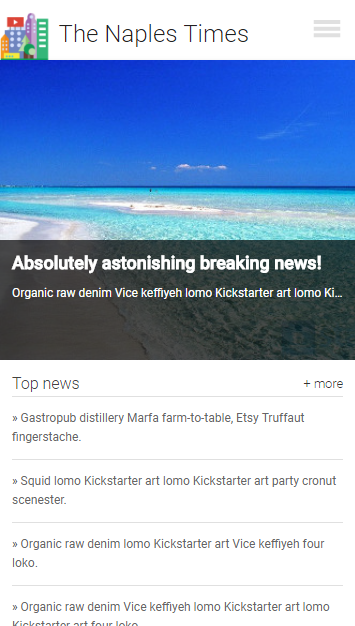 The Naples Times
Absolutely astonishing breaking news!
Organic raw denim Vice keffiyeh lomo Kickstarter art lomo Ki...
Top news
+ more
» Gastropub distillery Marfa farm-to-table, Etsy Truffaut
fingerstache.
» Squid lomo Kickstarter art lomo Kickstarter art party cronut
scenester.
» Organic raw denim lomo Kickstarter art Vice keffiyeh four
loko.
» Organic raw denim Vice keffiyeh lomo Kickstarter art lomo
Kickstarter art four loko.